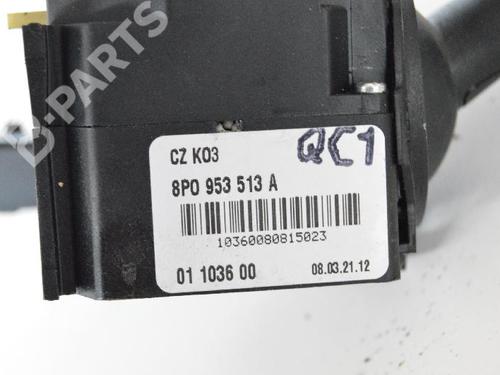 B-PARTS
CZ K03
QC1
8P0 953 513 A
10360080815023
01 1036 00
08.03.21.12